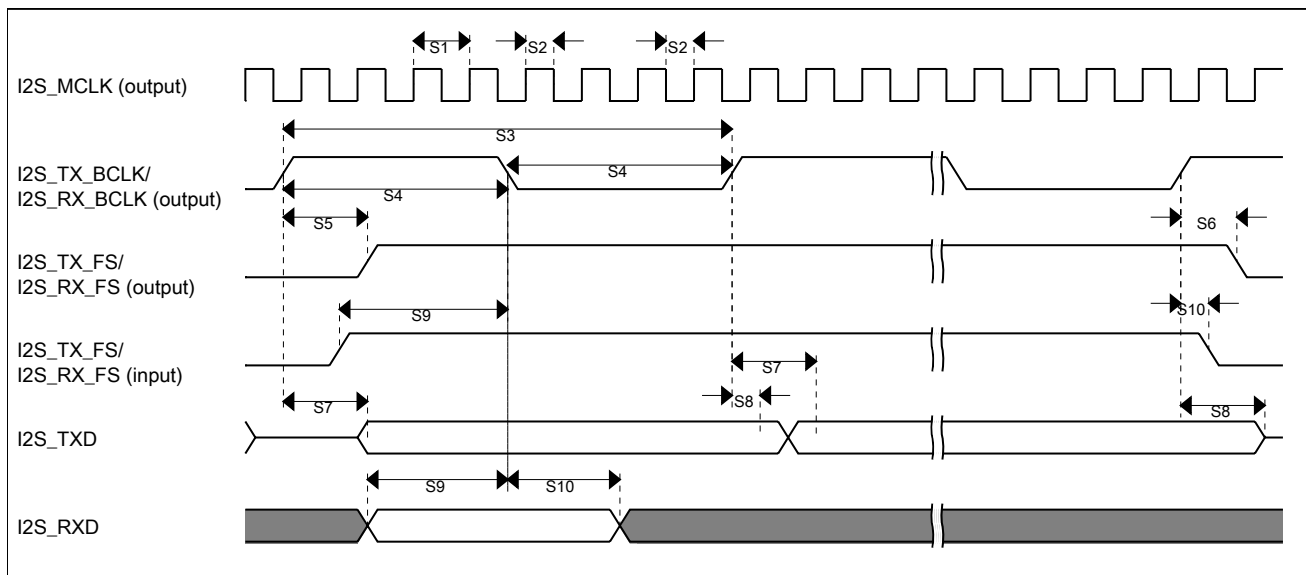 S1 S2 S2
I2S_MCLK (output)
S3
I2S_TX_BCLK/
I2S_RX_BCLK (output)
S4
S4
S5 S6
I2S_TX_FS/
I2S_RX_FS (output)
S9 S10
I2S_TX_FS/
I2S_RX_FS (input)
S7
S7 S8 S8
I2S_TXD
S9 S10
I2S_RXD